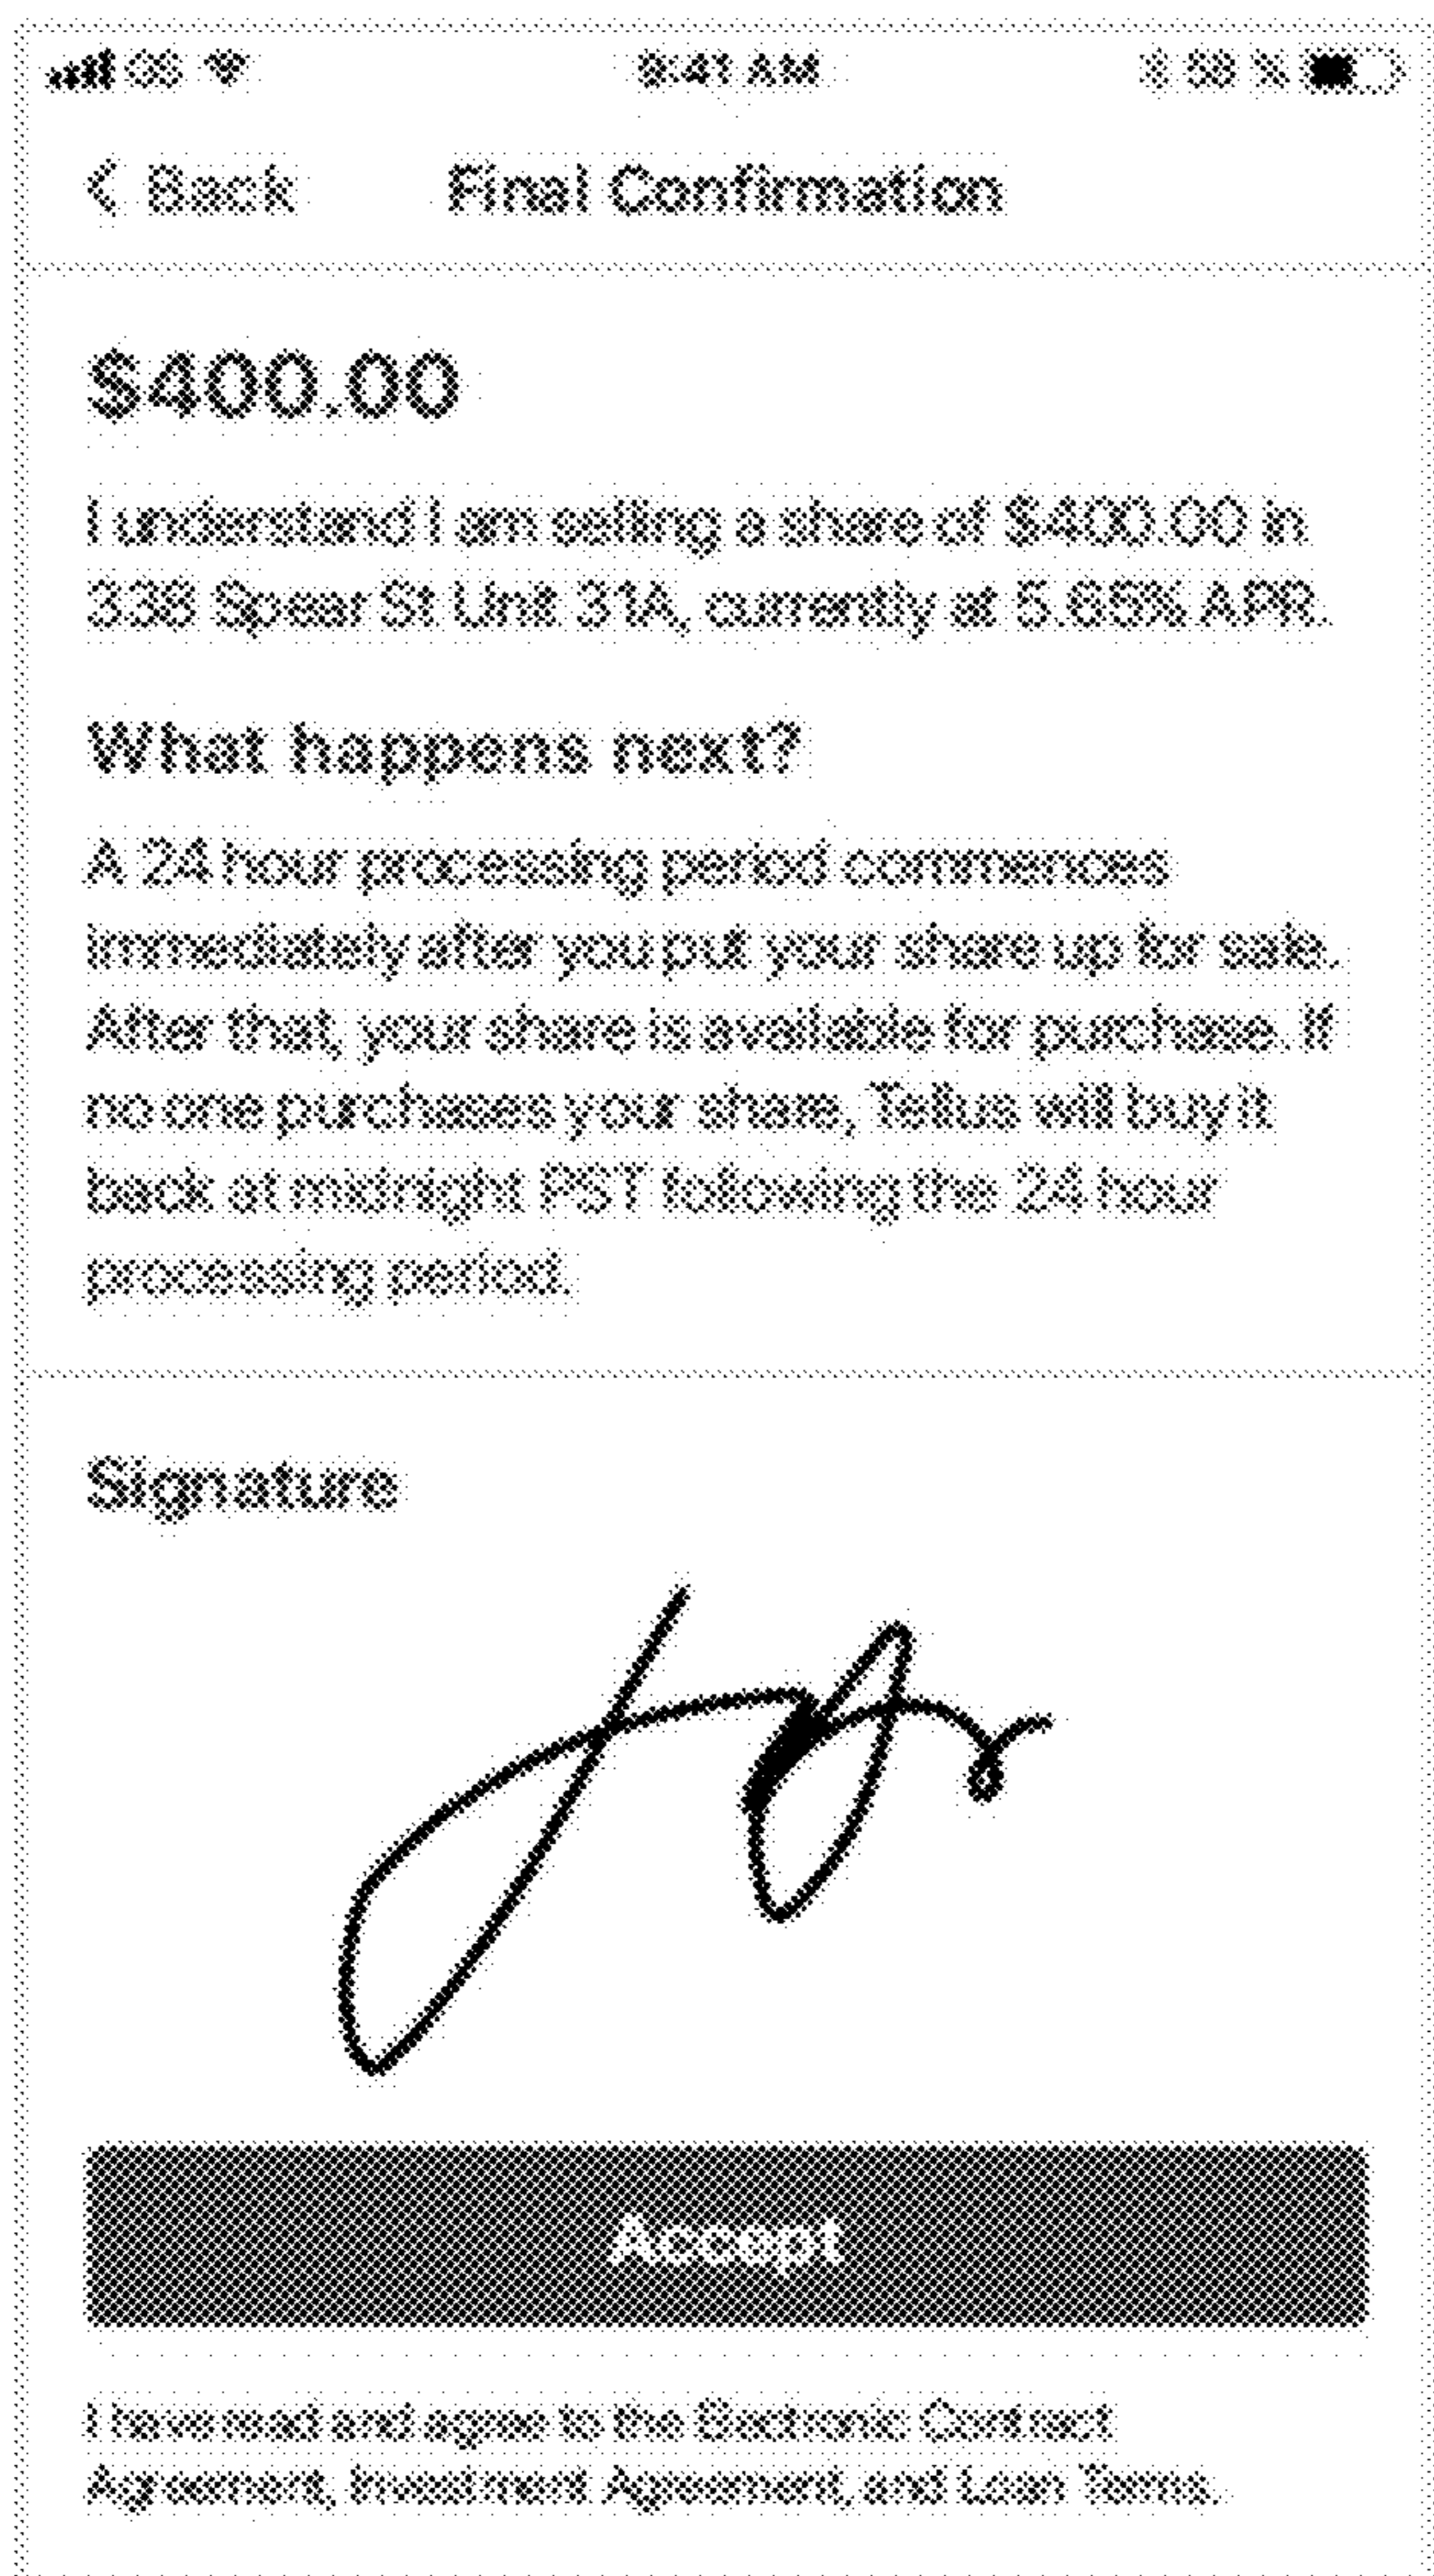 9:41 AM
58 %
< Back
Final Confirmation
$400.00
I understand I am selling a share of $400.00 in
338 Spear St Unit 31A, currently at 5.65% APR.
What happens next?
A 24 hour processing period commences
immediately after you put your share up for sale.
After that, your share is available for purchase. If
no one purchases your share, Tellus will buy it
back at midnight PST following the 24 hour
processing period.
Signature
Accept
I have read and agree to the Electronic Contract
Agreement, Investment Agreement, and Loan Terms.